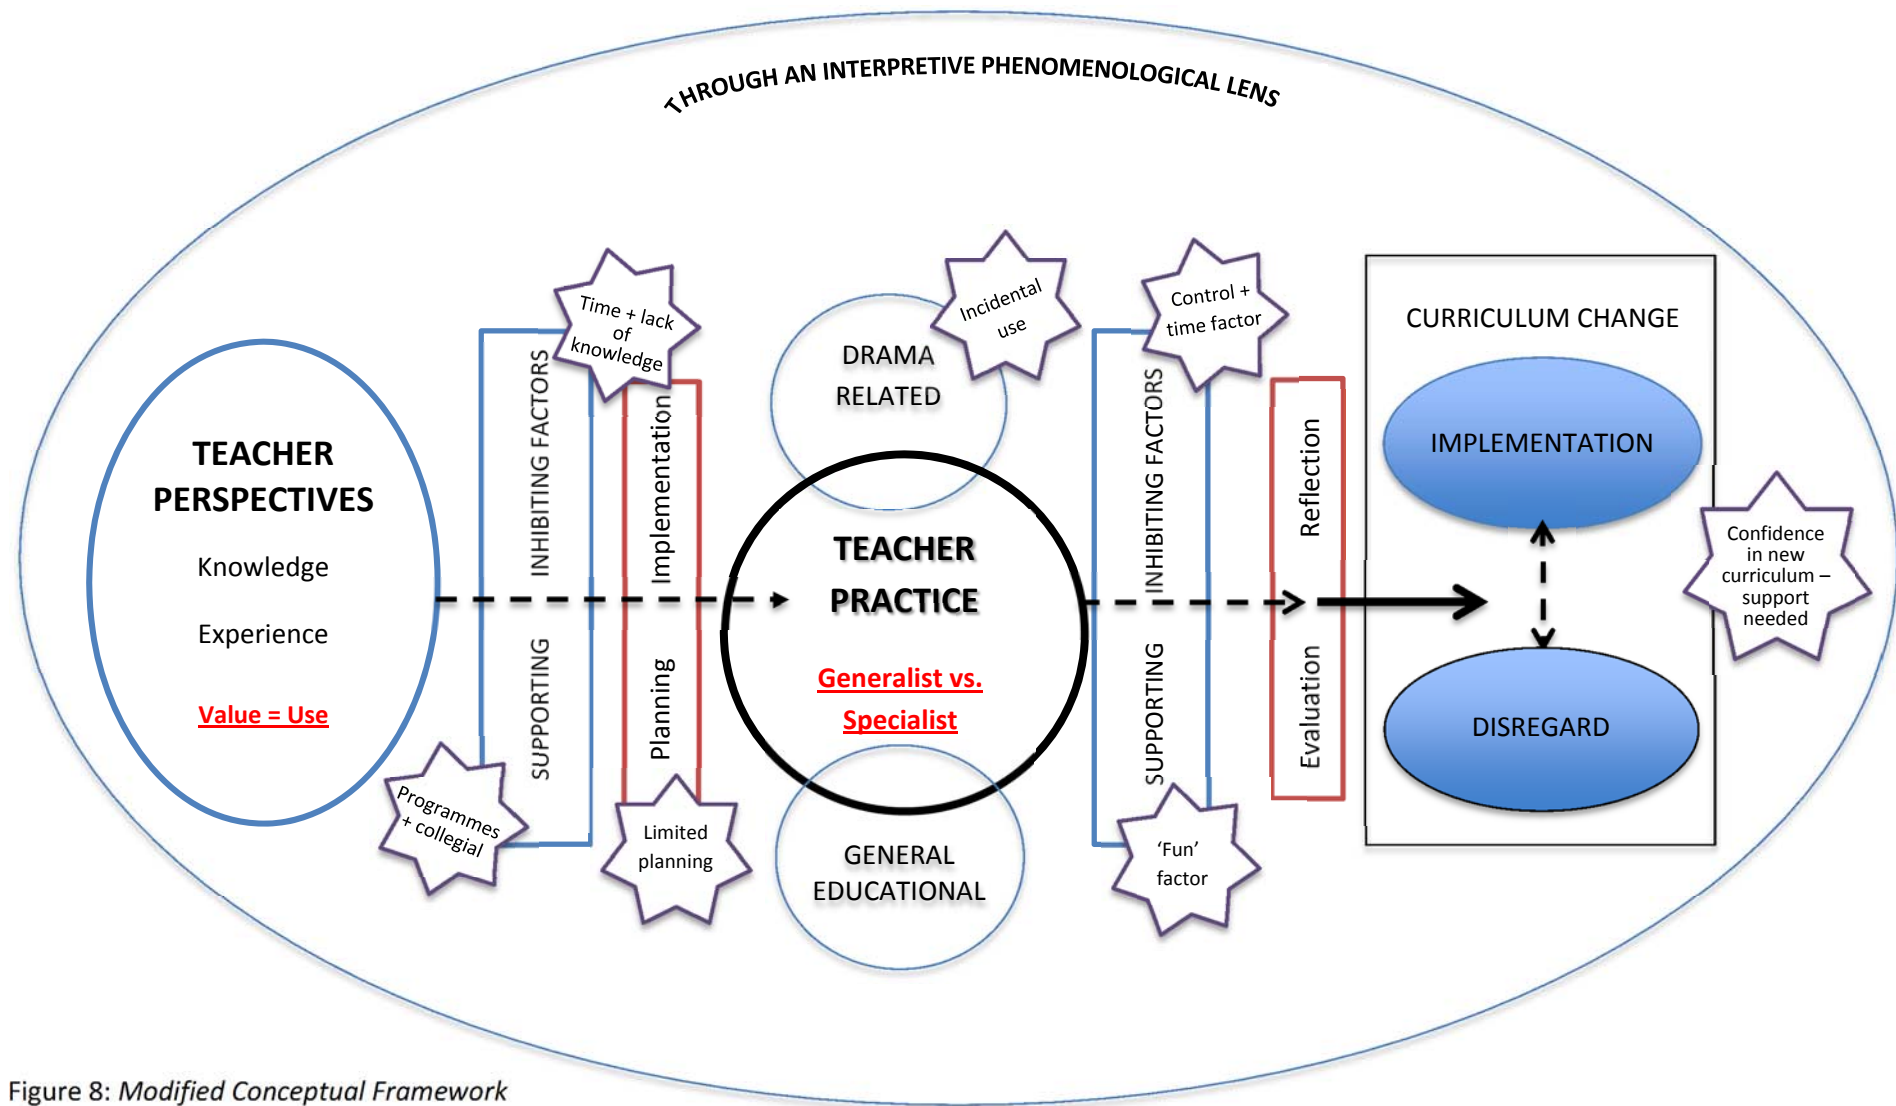 THROUGH AN INTERPRETIVE PHENOMENOLOGICAL LENS
TEACHER
PERSPECTIVES
Knowledge
Experience
Value = Use
Programmes
+ collegial
INHIBITING FACTORS
SUPPORTING
Time + lack
of
knowledge
Implementation
Planning
Limited
planning
DRAMA
RELATED
Incidental
use
TEACHER
PRACTICE
Generalist vs.
Specialist
GENERAL
EDUCATIONAL
Control +
time factor
INHIBITING FACTORS
SUPPORTING
‘Fun’
factor
Reflection
Evaluation
CURRICULUM CHANGE
IMPLEMENTATION
DISREGARD
Confidence
in new
curriculum –
support
needed
Figure 8: Modified Conceptual Framework